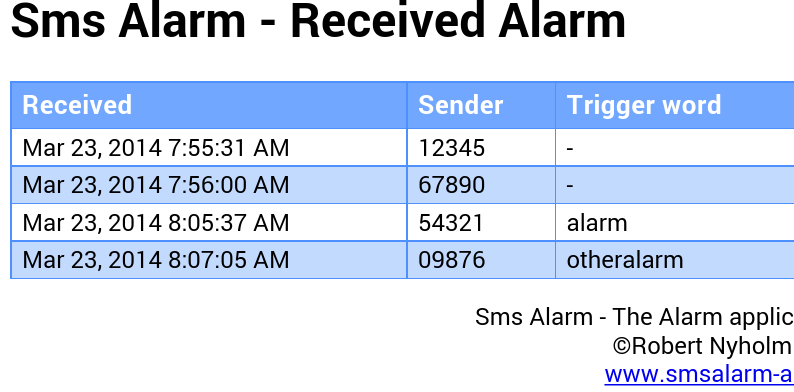 Sms Alarm - Received Alarm
Received Sender Trigger word
Mar 23, 2014 7:55:31 AM 12345 -
Mar 23, 2014 7:56:00 AM 67890 -
Mar 23, 2014 8:05:37 AM 54321 alarm
Mar 23, 2014 8:07:05 AM 09876 otheralarm
Sms Alarm - The Alarm applic
©Robert Nyholm
www.smsalarm-a